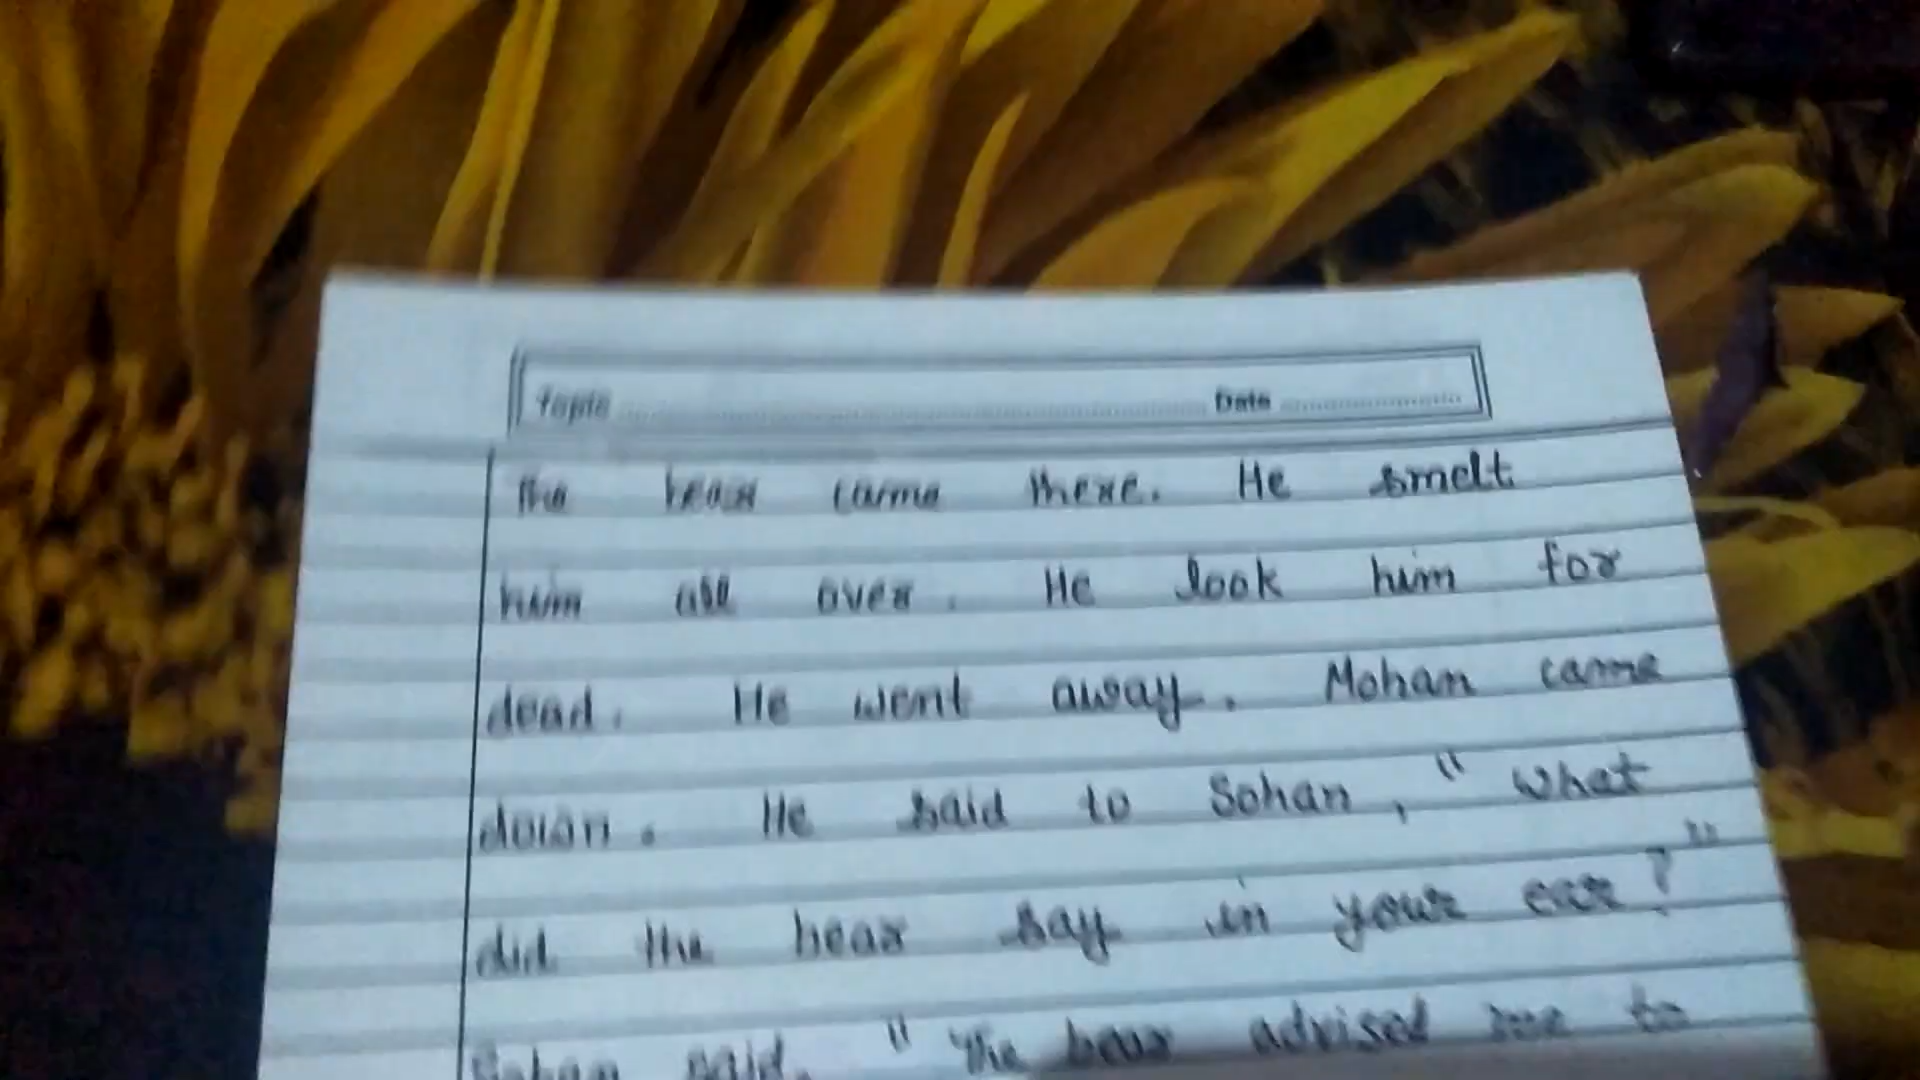 Topic Date
The bear came there. He smelt
him all over. He look him for
dead. He went away. Mohan came
down. He said to Sohan, "What
did the bear say in your ear?"
Sohan said, "The bear advised me to